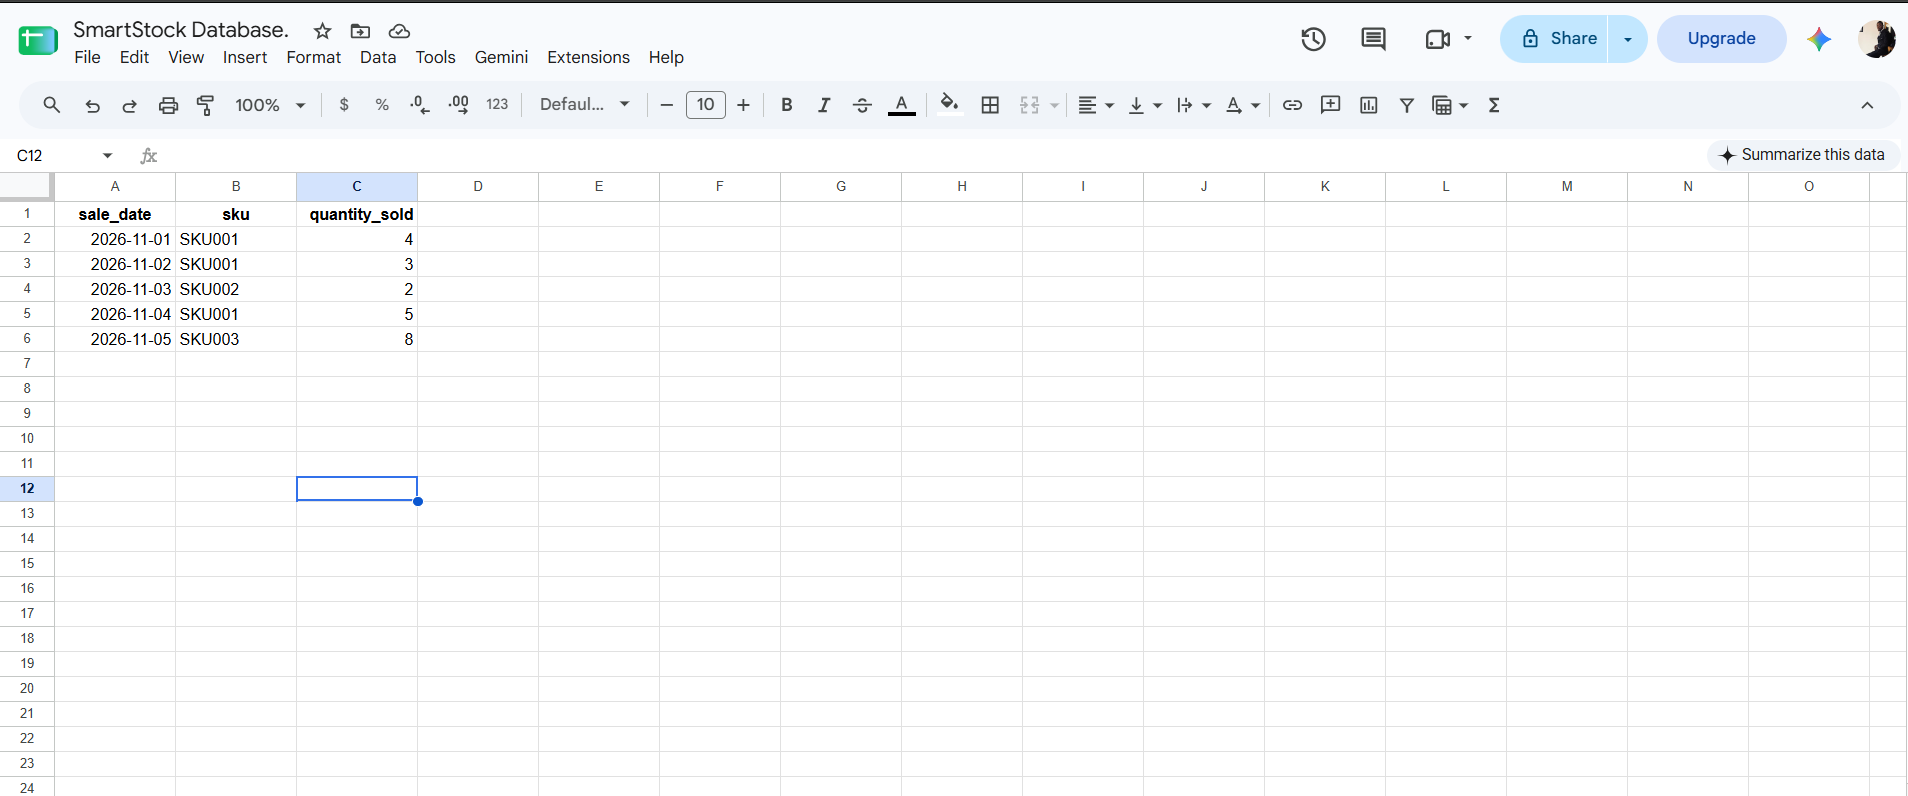 SmartStock Database.
File Edit View Insert Format Data Tools Gemini Extensions Help
Share
Upgrade
100% $ % .0 .00 123 Defaul... 10 B I A A Σ
C12 fx
Summarize this data
A B C D E F G H I J K L M N O
1 sale_date sku quantity_sold
2 2026-11-01 SKU001 4
3 2026-11-02 SKU001 3
4 2026-11-03 SKU002 2
5 2026-11-04 SKU001 5
6 2026-11-05 SKU003 8
7
8
9
10
11
12
13
14
15
16
17
18
19
20
21
22
23
24